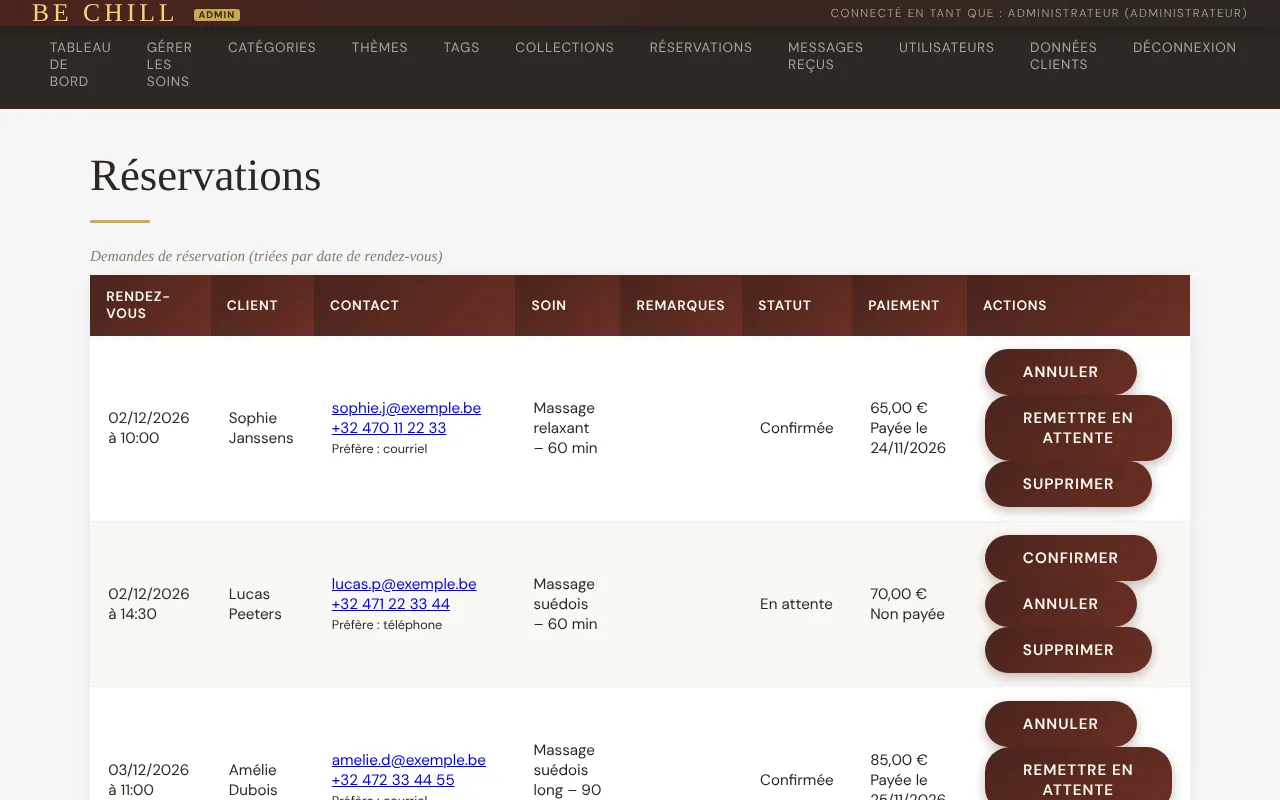 BE CHILL ADMIN
CONNECTÉ EN TANT QUE : ADMINISTRATEUR (ADMINISTRATEUR)
TABLEAU DE BORD
GÉRER LES SOINS
CATÉGORIES
THÈMES
TAGS
COLLECTIONS
RÉSERVATIONS
MESSAGES REÇUS
UTILISATEURS
DONNÉES CLIENTS
DÉCONNEXION
Réservations
Demandes de réservation (triées par date de rendez-vous)
RENDEZ-VOUS
CLIENT
CONTACT
SOIN
REMARQUES
STATUT
PAIEMENT
ACTIONS
02/12/2026
à 10:00
Sophie
Janssens
sophie.j@exemple.be
+32 470 11 22 33
Préfère : courriel
Massage
relaxant
– 60 min
Confirmée
65,00 €
Payée le
24/11/2026
ANNULER
REMETTRE EN
ATTENTE
SUPPRIMER
02/12/2026
à 14:30
Lucas
Peeters
lucas.p@exemple.be
+32 471 22 33 44
Préfère : téléphone
Massage
suédois
– 60 min
En attente
70,00 €
Non payée
CONFIRMER
ANNULER
SUPPRIMER
03/12/2026
à 11:00
Amélie
Dubois
amelie.d@exemple.be
+32 472 33 44 55
Préfère : courriel
Massage
suédois
long – 90
Confirmée
85,00 €
Payée le
25/11/2026
ANNULER
REMETTRE EN
ATTENTE